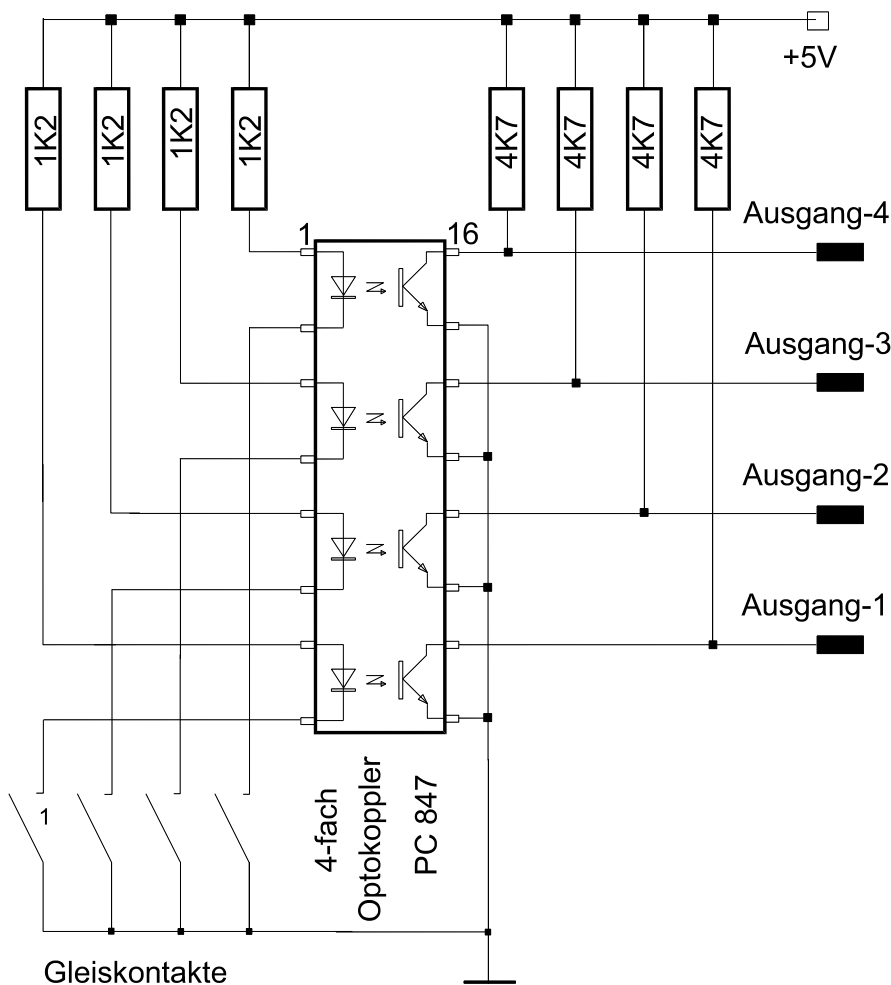 +5V
1K2
1K2
1K2
1K2
4K7
4K7
4K7
4K7
Ausgang-4
1
16
Ausgang-3
Ausgang-2
Ausgang-1
1
4-fach
Optokoppler
PC 847
Gleiskontakte